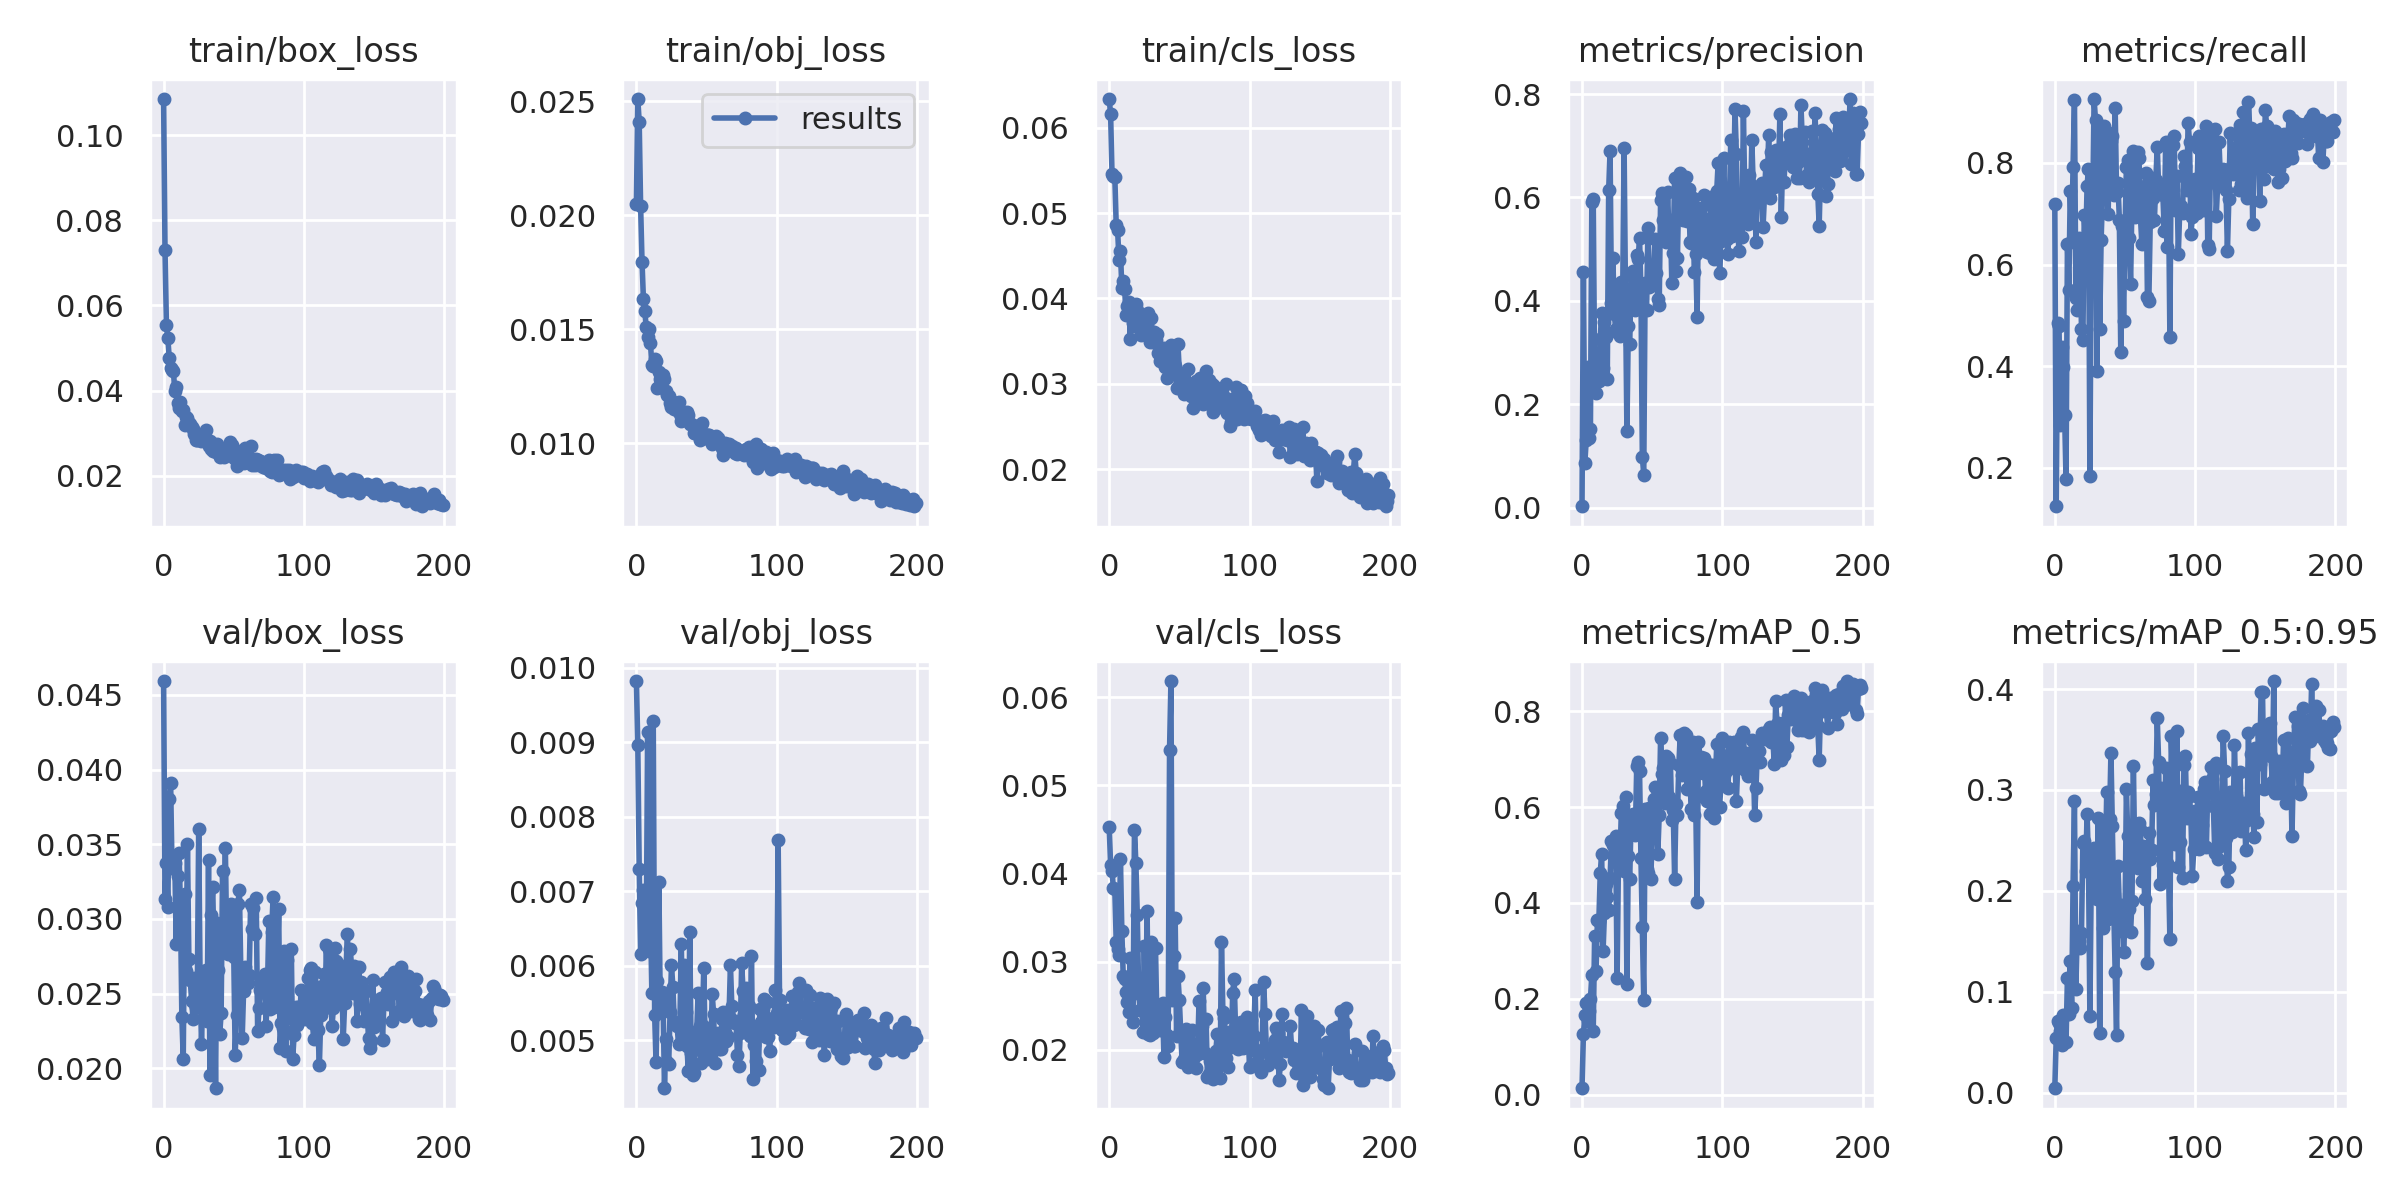 train/box_loss
train/obj_loss
train/cls_loss
metrics/precision
metrics/recall
0.10
0.08
0.06
0.04
0.02
0 100 200
0.025
0.020
0.015
0.010
results
0 100 200
0.06
0.05
0.04
0.03
0.02
0 100 200
0.8
0.6
0.4
0.2
0.0
0 100 200
0.8
0.6
0.4
0.2
0 100 200
val/box_loss
val/obj_loss
val/cls_loss
metrics/mAP_0.5
metrics/mAP_0.5:0.95
0.045
0.040
0.035
0.030
0.025
0.020
0 100 200
0.010
0.009
0.008
0.007
0.006
0.005
0 100 200
0.06
0.05
0.04
0.03
0.02
0 100 200
0.8
0.6
0.4
0.2
0.0
0 100 200
0.4
0.3
0.2
0.1
0.0
0 100 200